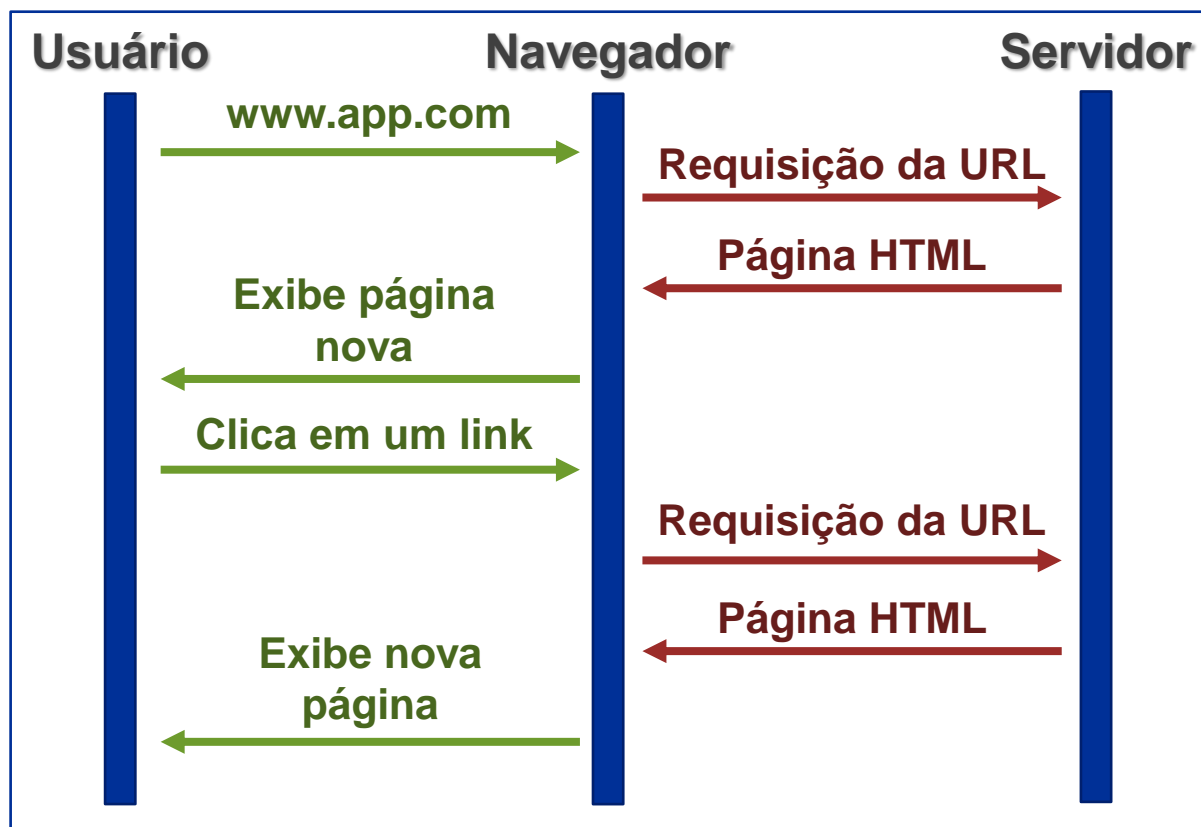 Usuário
Navegador
Servidor
www.app.com
Requisição da URL
Página HTML
Exibe página
nova
Clica em um link
Requisição da URL
Página HTML
Exibe nova
página